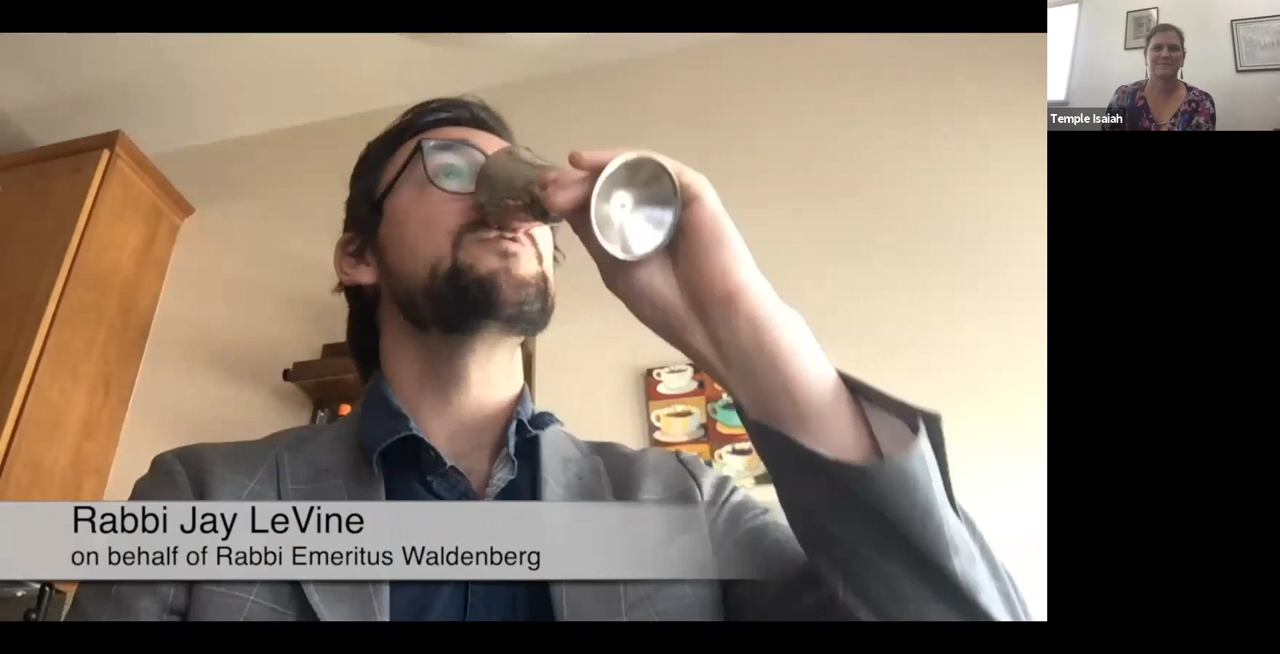 Temple Isaiah
Rabbi Jay LeVine
on behalf of Rabbi Emeritus Waldenberg